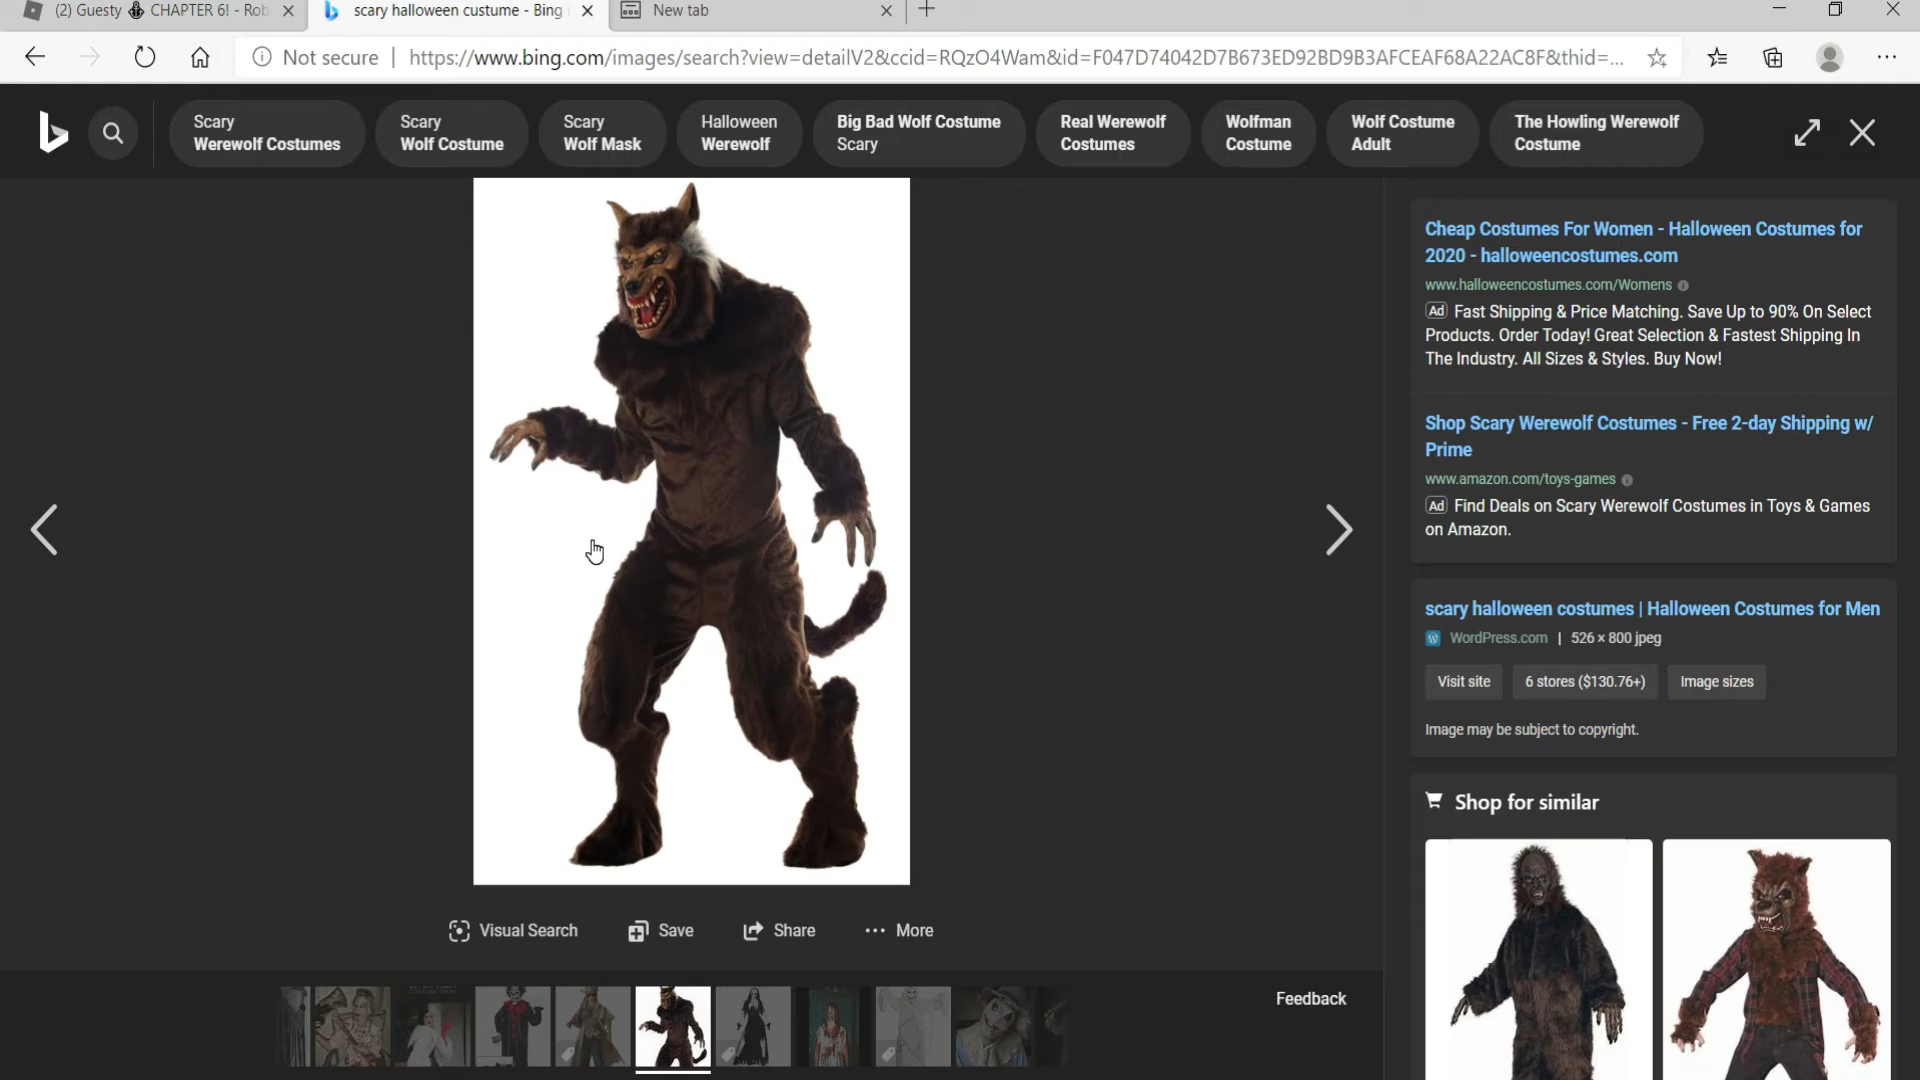 (2) Guesty CHAPTER 6! - Rob
scary halloween custume - Bing
New tab
Not secure | https://www.bing.com/images/search?view=detailV2&ccid=RQzO4Wam&id=F047D74042D7B673ED92BD9B3AFCEAF68A22AC8F&thid=...
Scary
Werewolf Costumes
Scary
Wolf Costume
Scary
Wolf Mask
Halloween
Werewolf
Big Bad Wolf Costume
Scary
Real Werewolf
Costumes
Wolfman
Costume
Wolf Costume
Adult
The Howling Werewolf
Costume
Cheap Costumes For Women - Halloween Costumes for
2020 - halloweencostumes.com
www.halloweencostumes.com/Womens
Ad Fast Shipping & Price Matching. Save Up to 90% On Select
Products. Order Today! Great Selection & Fastest Shipping In
The Industry. All Sizes & Styles. Buy Now!
Shop Scary Werewolf Costumes - Free 2-day Shipping w/
Prime
www.amazon.com/toys-games
Ad Find Deals on Scary Werewolf Costumes in Toys & Games
on Amazon.
scary halloween costumes | Halloween Costumes for Men
WordPress.com | 526 × 800 jpeg
Visit site
6 stores ($130.76+)
Image sizes
Image may be subject to copyright.
Shop for similar
Visual Search
Save
Share
More
Feedback